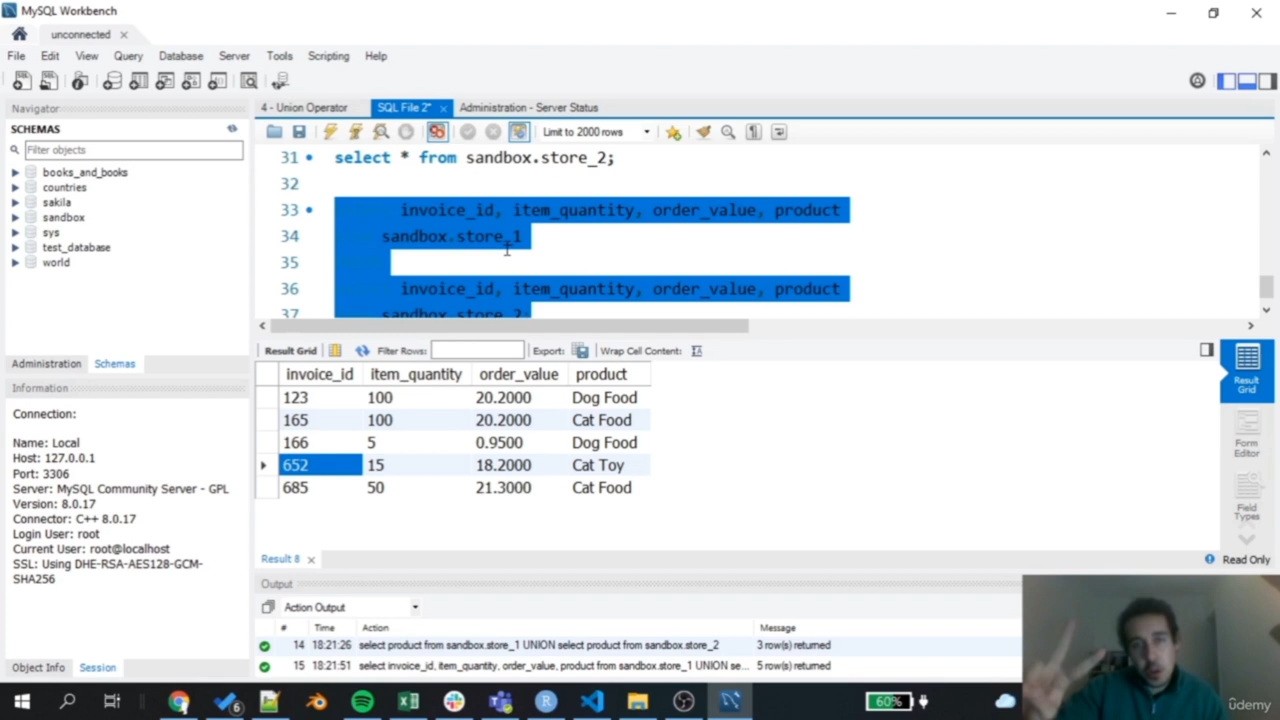 MySQL Workbench
unconnected
File Edit View Query Database Server Tools Scripting Help
Navigator
SCHEMAS
Filter objects
books_and_books
countries
sakila
sandbox
sys
test_database
world
Administration Schemas
Information
Connection:
Name: Local
Host: 127.0.0.1
Port: 3306
Server: MySQL Community Server - GPL
Version: 8.0.17
Connector: C++ 8.0.17
Login User: root
Current User: root@localhost
SSL: Using DHE-RSA-AES128-GCM-
SHA256
Object Info Session
4 - Union Operator SQL File 2* Administration - Server Status
Limit to 2000 rows
31 select * from sandbox.store_2;
32
33 invoice_id, item_quantity, order_value, product
34 sandbox.store_1
35
36 invoice_id, item_quantity, order_value, product
37 sandbox.store_2;
Result Grid Filter Rows: Export: Wrap Cell Content:
invoice_id item_quantity order_value product
123 100 20.2000 Dog Food
165 100 20.2000 Cat Food
166 5 0.9500 Dog Food
652 15 18.2000 Cat Toy
685 50 21.3000 Cat Food
Result
Grid
Form
Editor
Field
Types
Result 8
Read Only
Output
Action Output
# Time Action Message
14 18:21:26 select product from sandbox.store_1 UNION select product from sandbox.store_2 3 row(s) returned
15 18:21:51 select invoice_id, item_quantity, order_value, product from sandbox.store_1 UNION se... 5 row(s) returned
6
60%
ûdemy